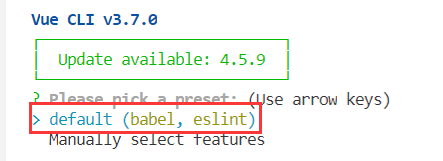 Vue CLI v3.7.0
Update available: 4.5.9
? Please pick a preset: (Use arrow keys)
> default (babel, eslint)
Manually select features